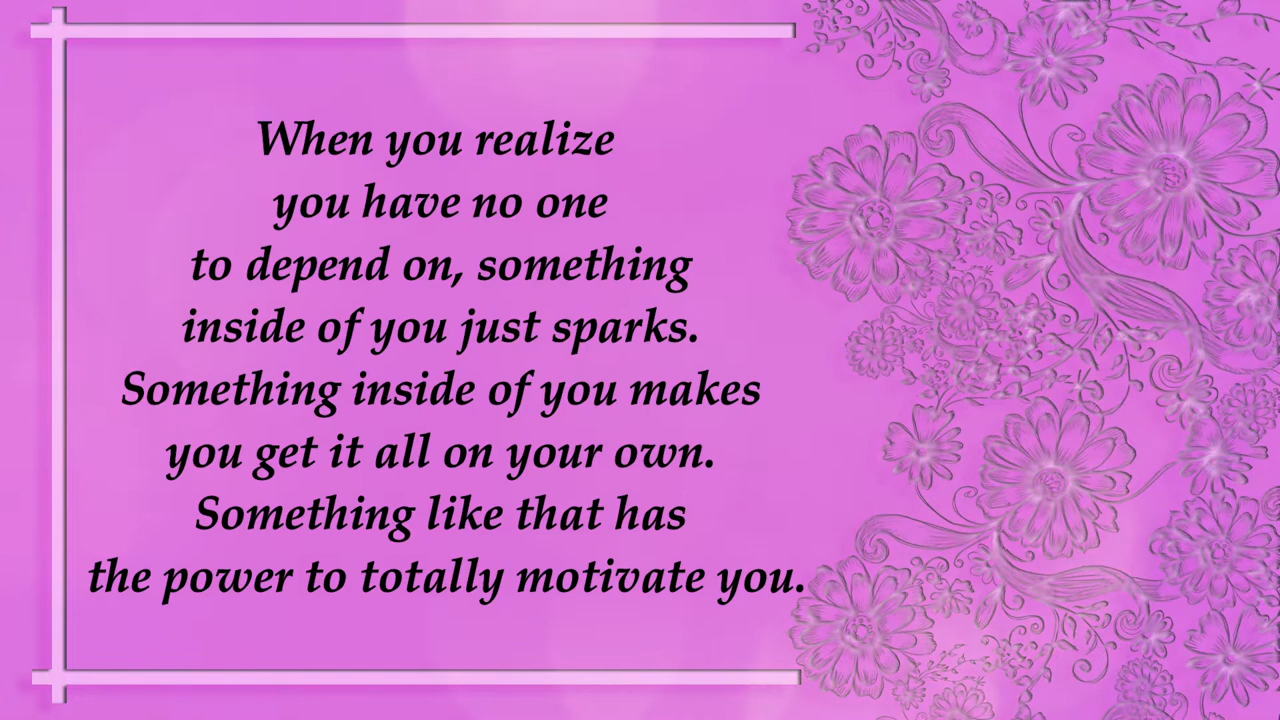 When you realize
you have no one
to depend on, something
inside of you just sparks.
Something inside of you makes
you get it all on your own.
Something like that has
the power to totally motivate you.